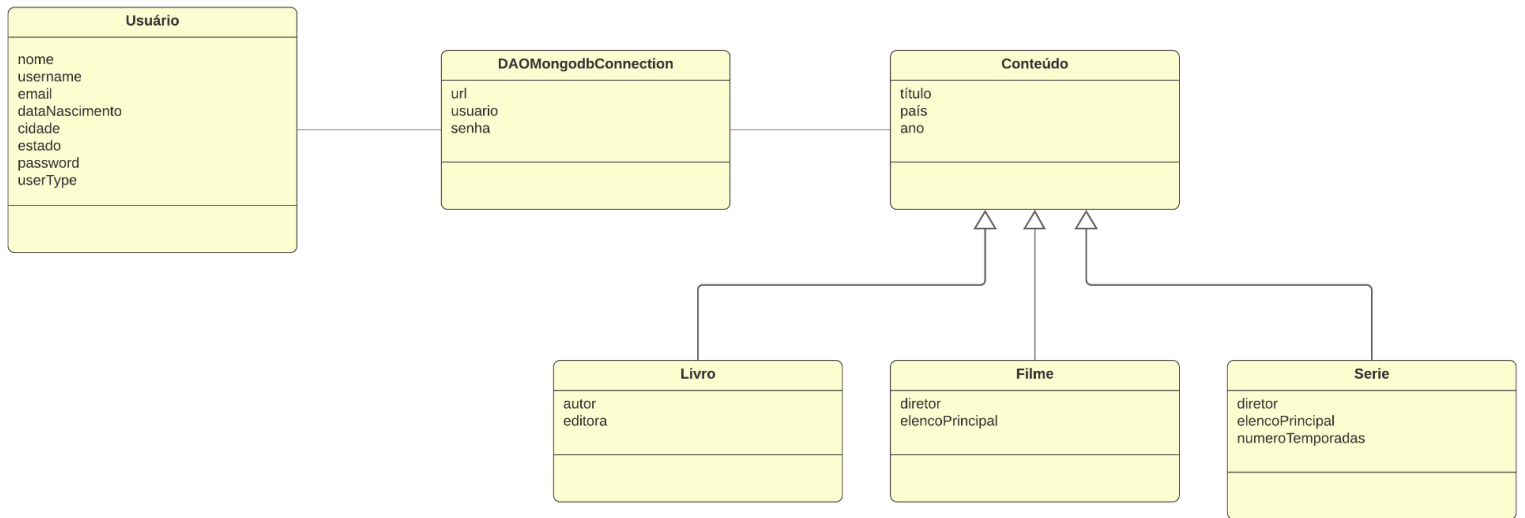 Usuário
nome
username
email
dataNascimento
cidade
estado
password
userType
DAOMongodbConnection
url
usuario
senha
Conteúdo
título
país
ano
Livro
autor
editora
Filme
diretor
elencoPrincipal
Serie
diretor
elencoPrincipal
numeroTemporadas